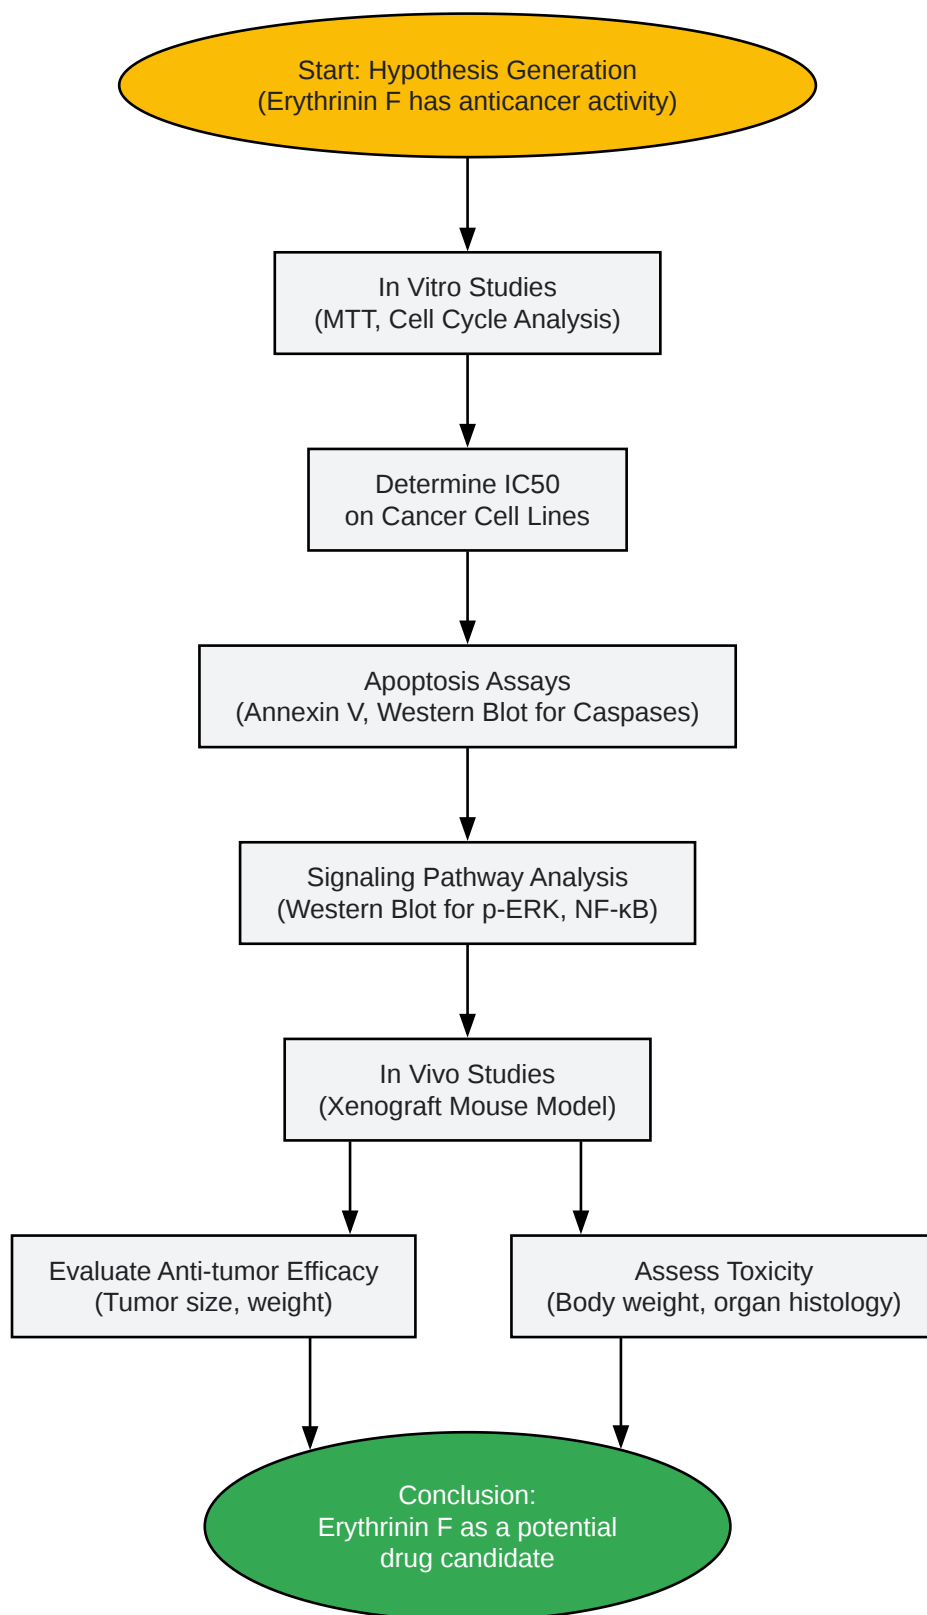 Start: Hypothesis Generation
(Erythrinin F has anticancer activity)
In Vitro Studies
(MTT, Cell Cycle Analysis)
Determine IC50
on Cancer Cell Lines
Apoptosis Assays
(Annexin V, Western Blot for Caspases)
Signaling Pathway Analysis
(Western Blot for p-ERK, NF-κB)
In Vivo Studies
(Xenograft Mouse Model)
Evaluate Anti-tumor Efficacy
(Tumor size, weight)
Assess Toxicity
(Body weight, organ histology)
Conclusion:
Erythrinin F as a potential
drug candidate